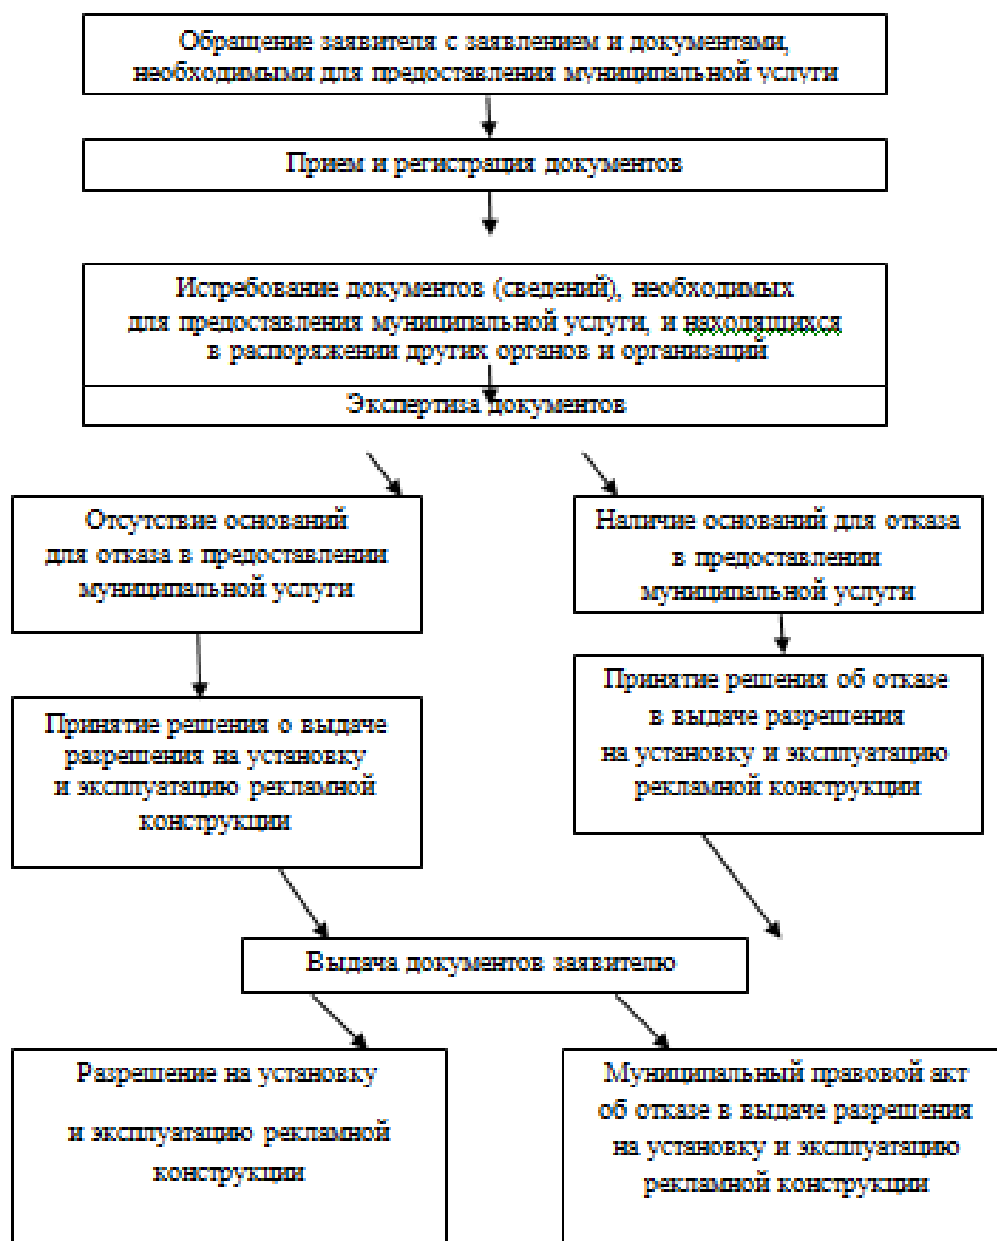 Обращение заявителя с заявлением и документами,
необходимыми для предоставления муниципальной услуги
Прием и регистрация документов
Истребование документов (сведений), необходимых
для предоставления муниципальной услуги, и находящихся
в распоряжении других органов и организаций
Экспертиза документов
Отсутствие оснований
для отказа в предоставлении
муниципальной услуги
Наличие оснований для отказа
в предоставлении
муниципальной услуги
Принятие решения о выдаче
разрешения на установку
и эксплуатацию рекламной
конструкции
Принятие решения об отказе
в выдаче разрешения
на установку и эксплуатацию
рекламной конструкции
Выдача документов заявителю
Разрешение на установку
и эксплуатацию рекламной
конструкции
Муниципальный правовой акт
об отказе в выдаче разрешения
на установку и эксплуатацию
рекламной конструкции